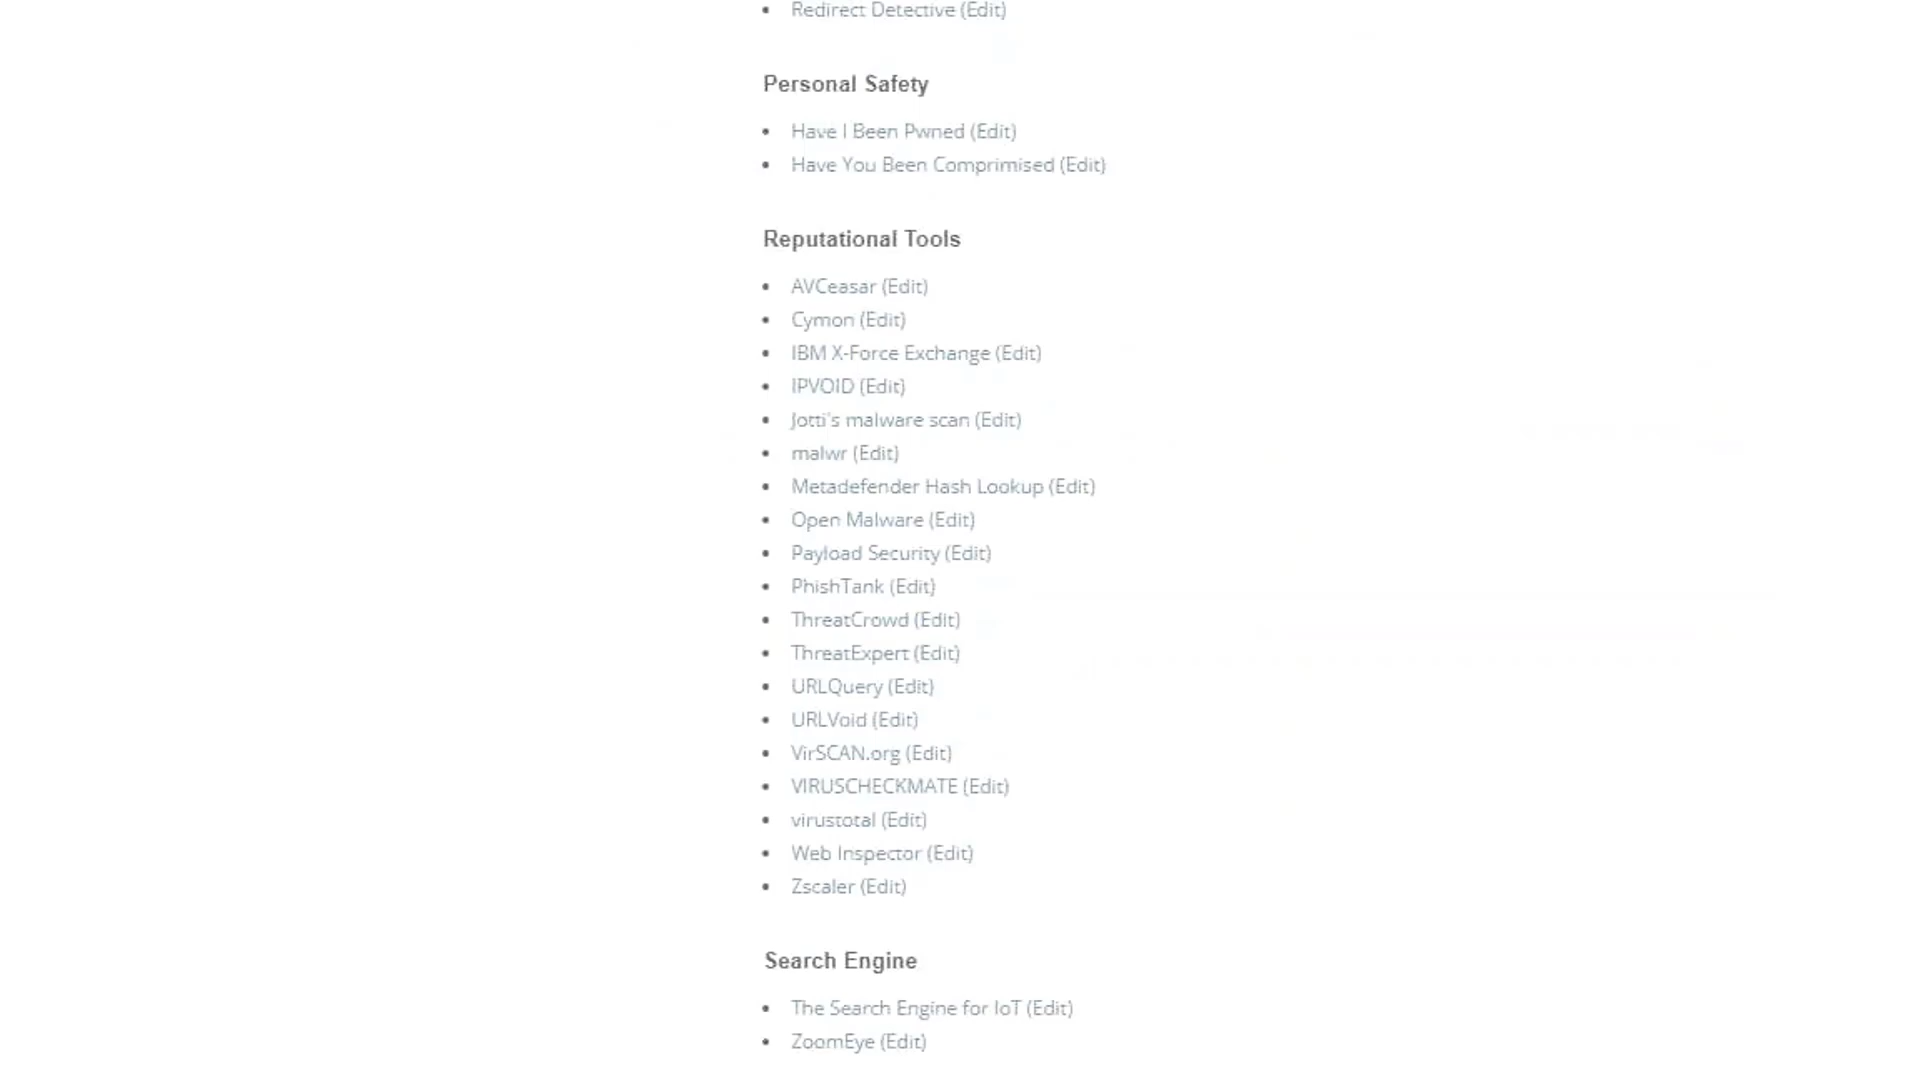 • Redirect Detective (Edit)
Personal Safety
• Have I Been Pwned (Edit)
• Have You Been Comprimised (Edit)
Reputational Tools
• AVCeasar (Edit)
• Cymon (Edit)
• IBM X-Force Exchange (Edit)
• IPVOID (Edit)
• Jotti's malware scan (Edit)
• malwr (Edit)
• Metadefender Hash Lookup (Edit)
• Open Malware (Edit)
• Payload Security (Edit)
• PhishTank (Edit)
• ThreatCrowd (Edit)
• ThreatExpert (Edit)
• URLQuery (Edit)
• URLVoid (Edit)
• VirSCAN.org (Edit)
• VIRUSCHECKMATE (Edit)
• virustotal (Edit)
• Web Inspector (Edit)
• Zscaler (Edit)
Search Engine
• The Search Engine for IoT (Edit)
• ZoomEye (Edit)